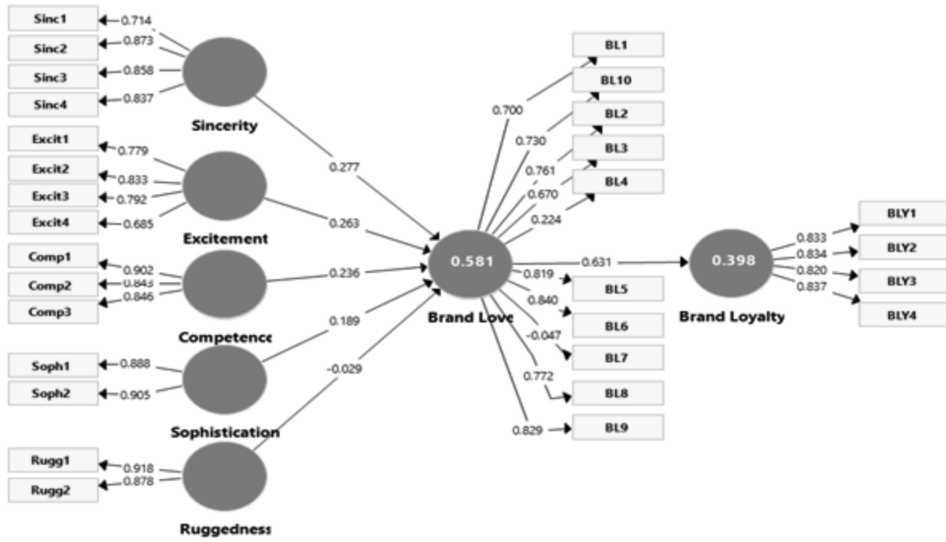 Sinc1
0.714
Sinc2
0.873
Sinc3
0.858
Sinc4
0.837
Sincerity
0.277
Excit1
0.779
Excit2
0.833
Excit3
0.792
Excit4
0.685
Excitement
0.263
Comp1
0.902
Comp2
0.843
Comp3
0.846
Competence
0.236
Soph1
0.888
Soph2
0.905
Sophistication
0.189
Rugg1
0.918
Rugg2
0.878
Ruggedness
-0.029
0.581
Brand Love
BL1
0.700
BL10
0.730
BL2
0.761
BL3
0.670
BL4
0.224
0.631
0.819
BL5
0.840
BL6
-0.047
BL7
0.772
BL8
0.829
BL9
0.398
Brand Loyalty
BLY1
0.833
BLY2
0.834
BLY3
0.820
BLY4
0.837